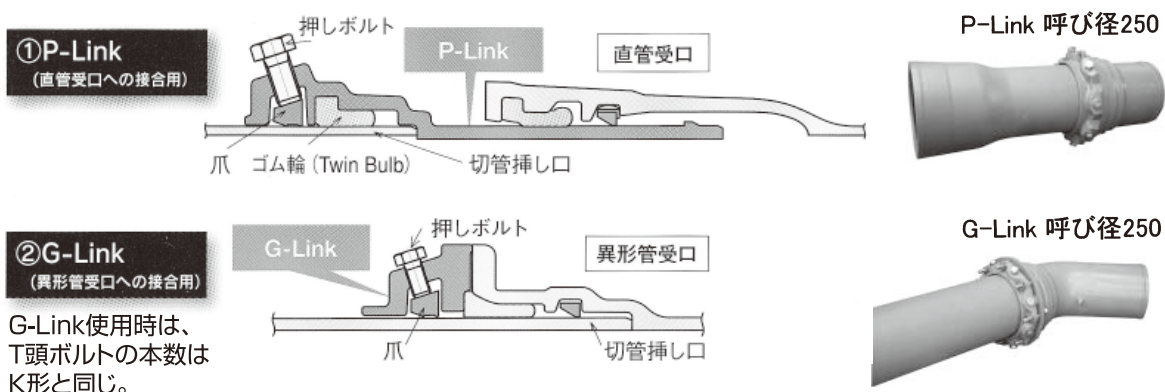 ①P-Link
(直管受口への接合用)
押しボルト
P-Link
直管受口
爪
ゴム輪(Twin Bulb)
切管挿し口
P-Link 呼び径250
②G-Link
(異形管受口への接合用)
G-Link使用時は、
T頭ボルトの本数は
K形と同じ。
G-Link
押しボルト
異形管受口
爪
切管挿し口
G-Link 呼び径250